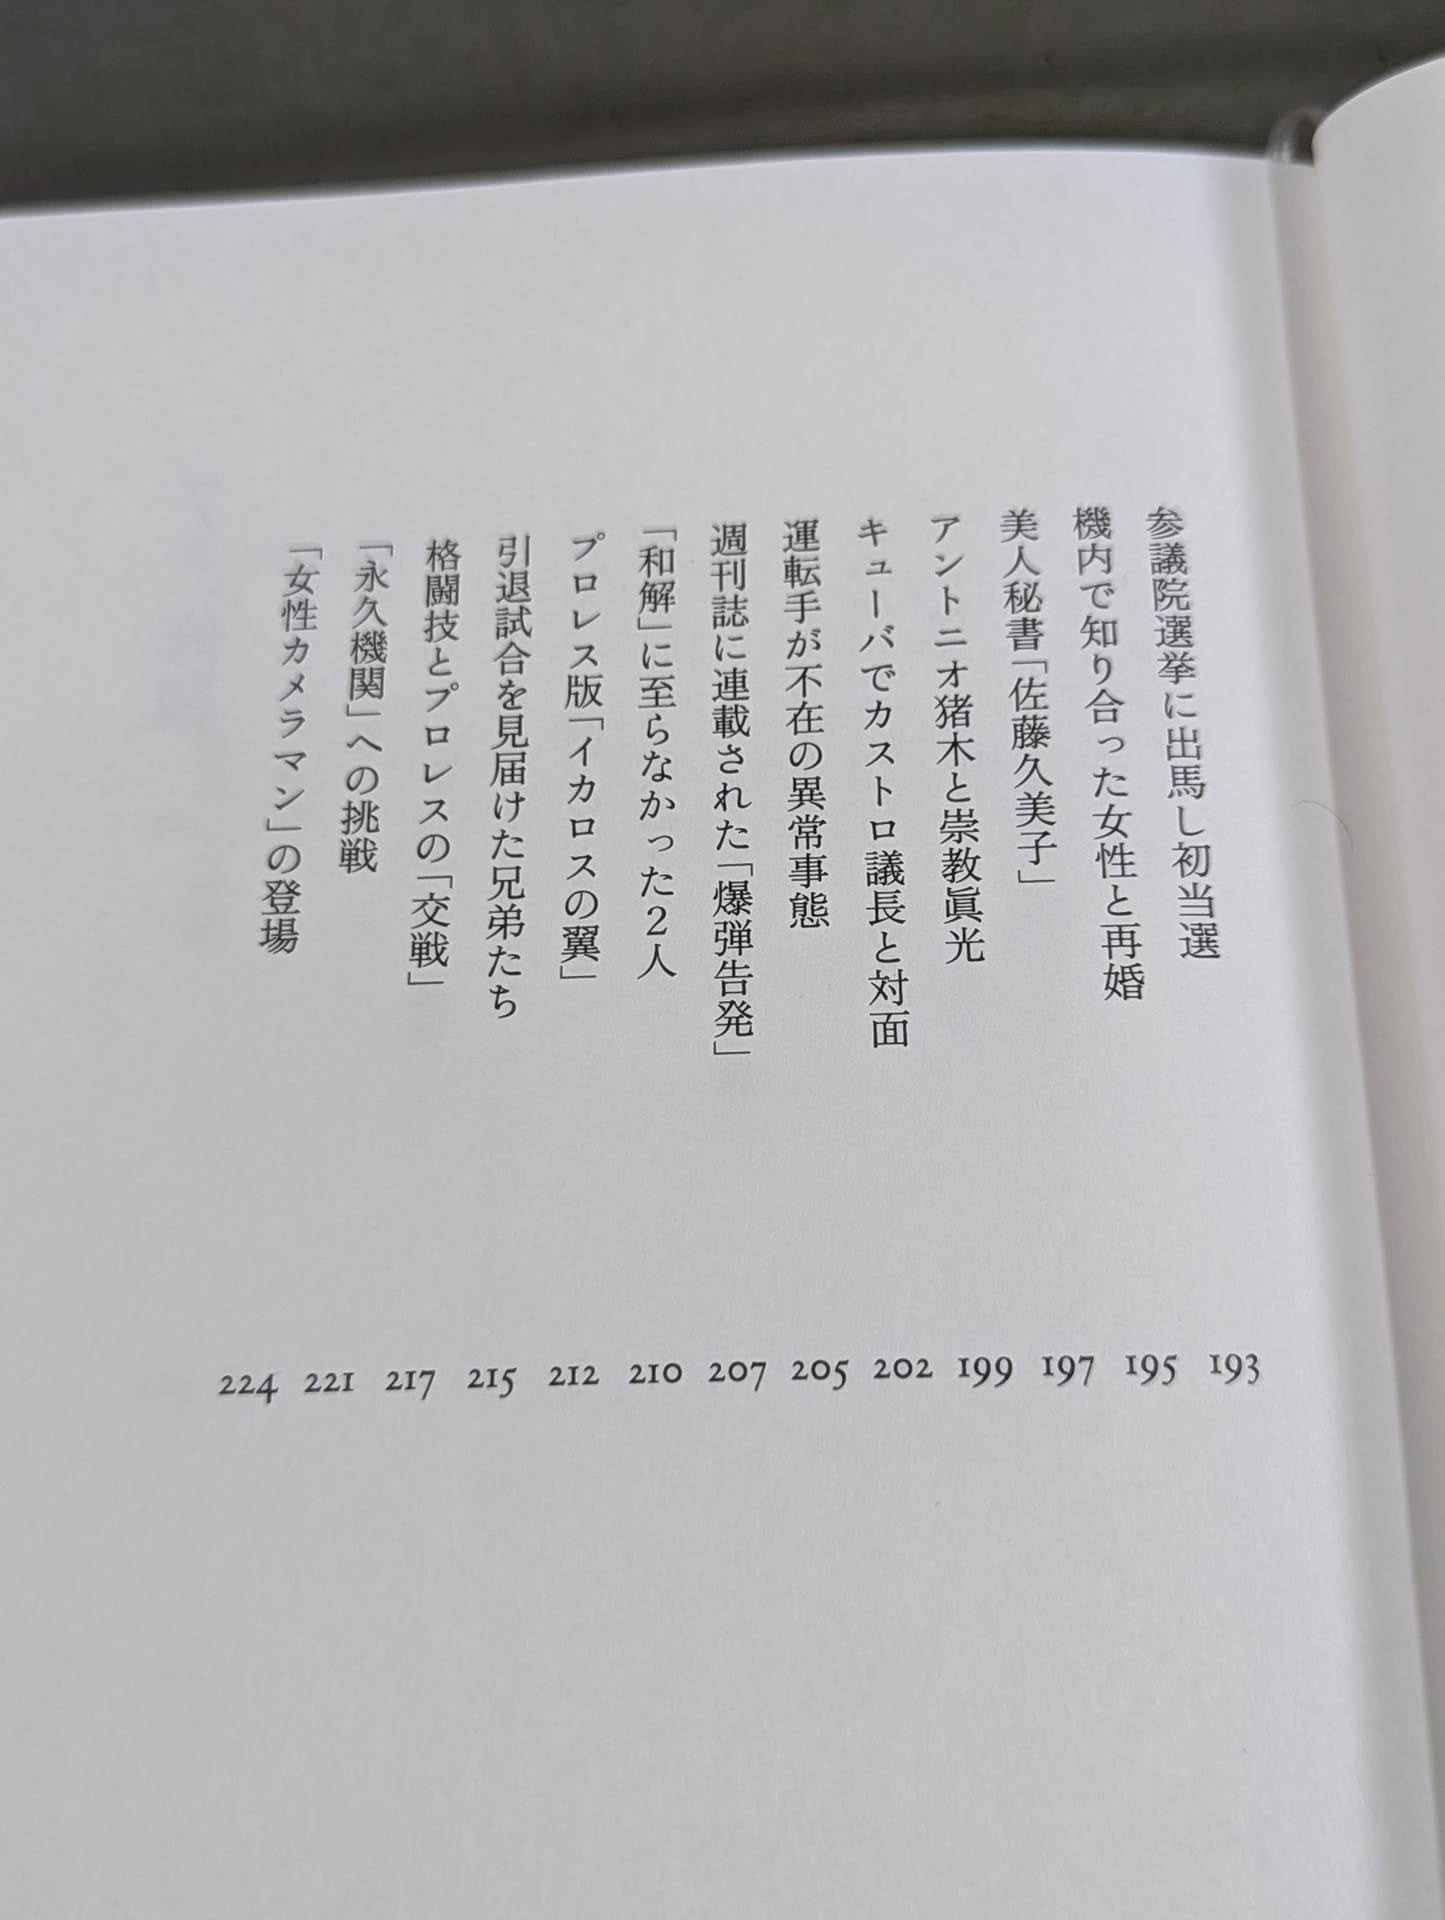 参議院選挙に出馬し初当選 193
機内で知り合った女性と再婚 195
美人秘書「佐藤久美子」 197
アントニオ猪木と崇教眞光 199
キューバでカストロ議長と対面 202
運転手が不在の異常事態 205
週刊誌に連載された「爆弾告発」 207
「和解」に至らなかった2人 210
プロレス版「イカロスの翼」 212
引退試合を見届けた兄弟たち 215
格闘技とプロレスの「交戦」 217
「永久機関」への挑戦 221
「女性カメラマン」の登場 224